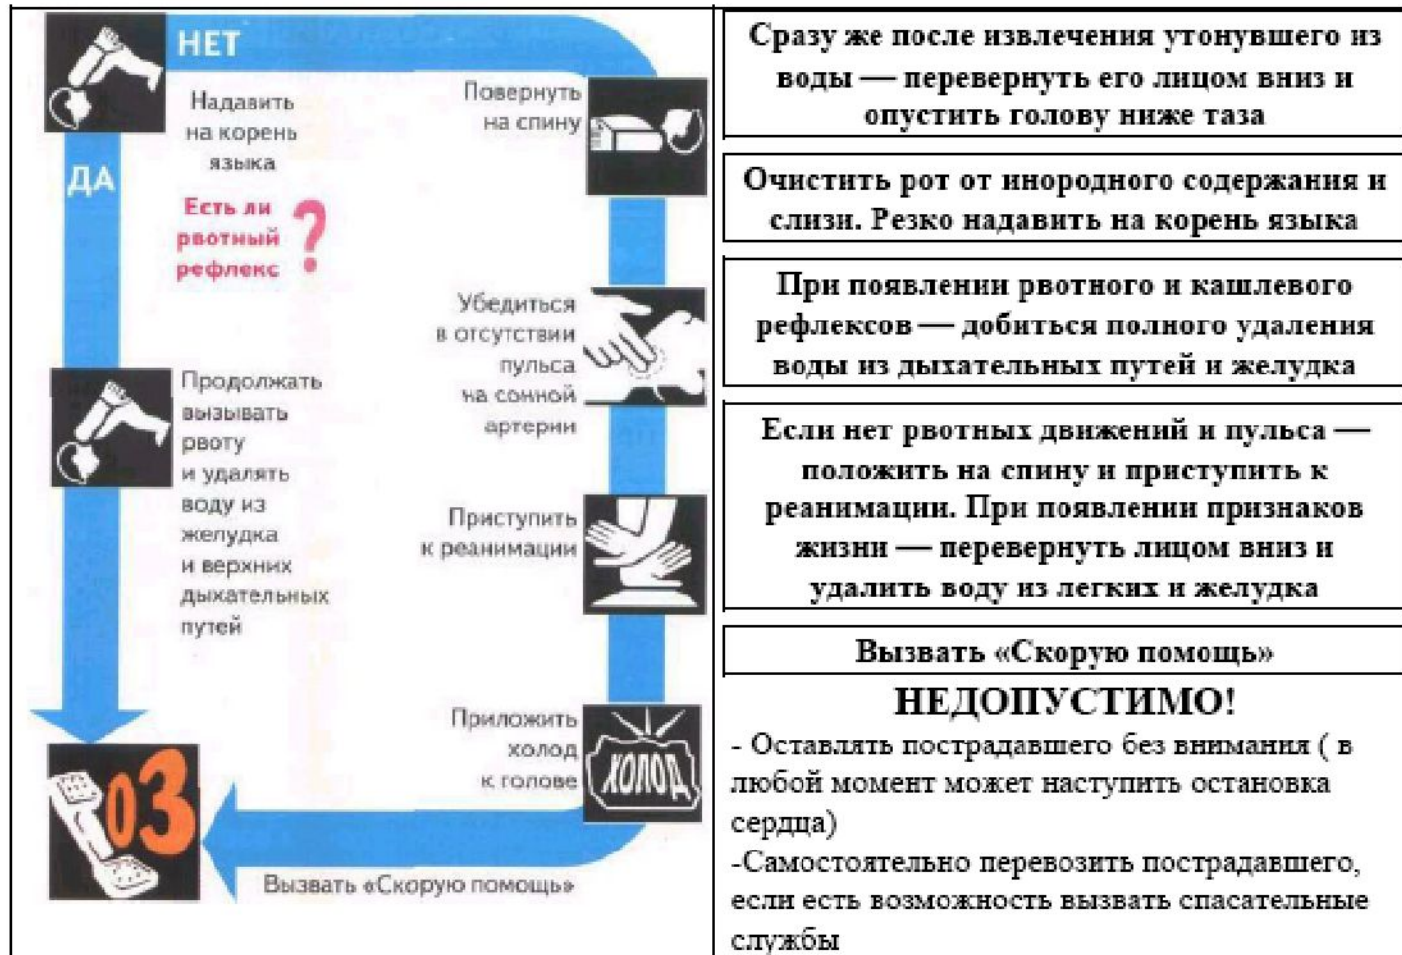 НЕТ
Надавить
на корень
языка
ДА
Есть ли
рвотный
рефлекс
?
Продолжать
вызывать
рвоту
и удалять
воду из
желудка
и верхних
дыхательных
путей
Повернуть
на спину
Убедиться
в отсутствии
пульса
на сонной
артерии
Приступить
к реанимации
Приложить
холод
к голове
ХОЛОД
03
Вызвать «Скорую помощь»
Сразу же после извлечения утонувшего из
воды — перевернуть его лицом вниз и
опустить голову ниже таза
Очистить рот от инородного содержания и
слизи. Резко надавить на корень языка
При появлении рвотного и кашлевого
рефлексов — добиться полного удаления
воды из дыхательных путей и желудка
Если нет рвотных движений и пульса —
положить на спину и приступить к
реанимации. При появлении признаков
жизни — перевернуть лицом вниз и
удалить воду из легких и желудка
Вызвать «Скорую помощь»
НЕДОПУСТИМО!
- Оставлять пострадавшего без внимания ( в
любой момент может наступить остановка
сердца)
-Самостоятельно перевозить пострадавшего,
если есть возможность вызвать спасательные
службы